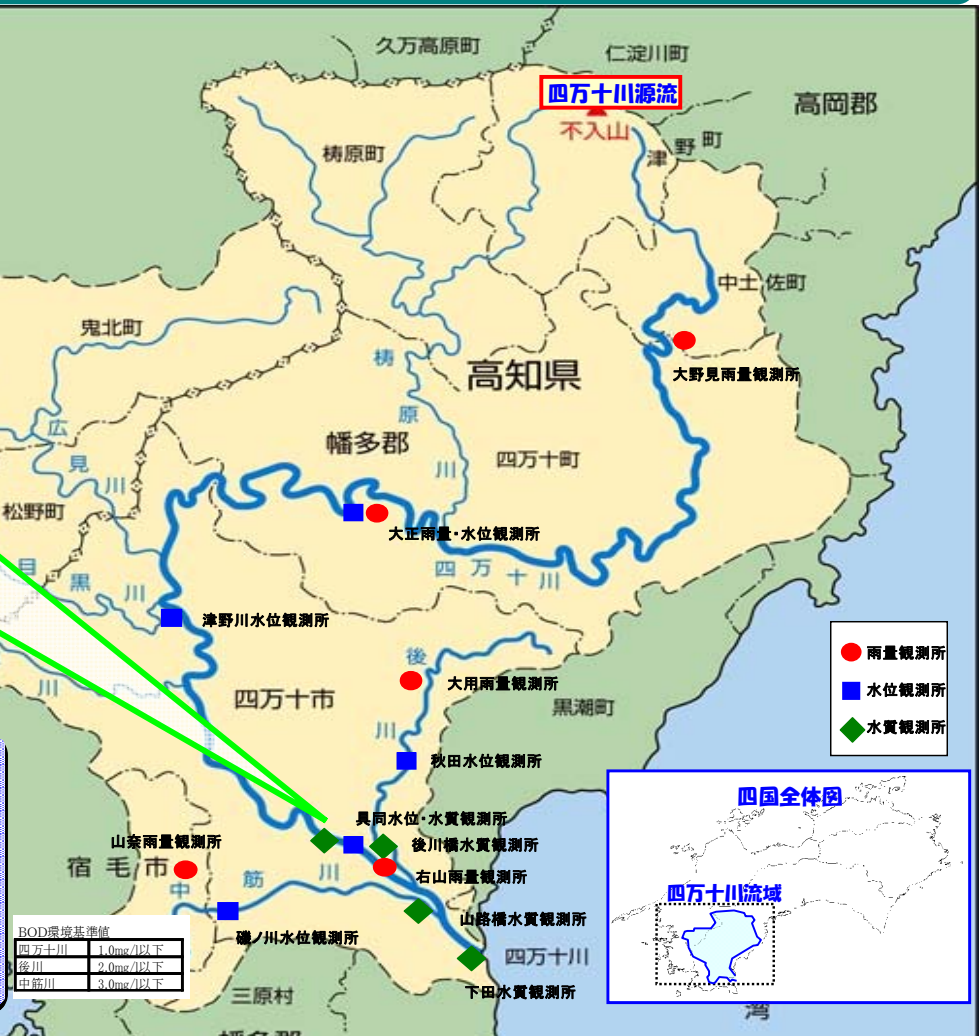 久万高原町
仁淀川町
四万十川源流
高岡郡
不入山
津野町
梼原町
中土佐町
鬼北町
大野見雨量観測所
梼原川
高知県
広見川
幡多郡
四万十町
松野町
大正雨量・水位観測所
四万十川
目黒川
津野川水位観測所
雨量観測所
後川
大用雨量観測所
水位観測所
川
四万十市
黒潮町
水質観測所
秋田水位観測所
四国全体図
具同水位・水質観測所
山奈雨量観測所
後川橋水質観測所
宿毛市
右山雨量観測所
四万十川流域
中筋川
山路橋水質観測所
BOD環境基準値
磯ノ川水位観測所
四万十川 1.0mg/l以下
四万十川
後川 2.0mg/l以下
中筋川 3.0mg/l以下
下田水質観測所
三原村
湾
幡多郡